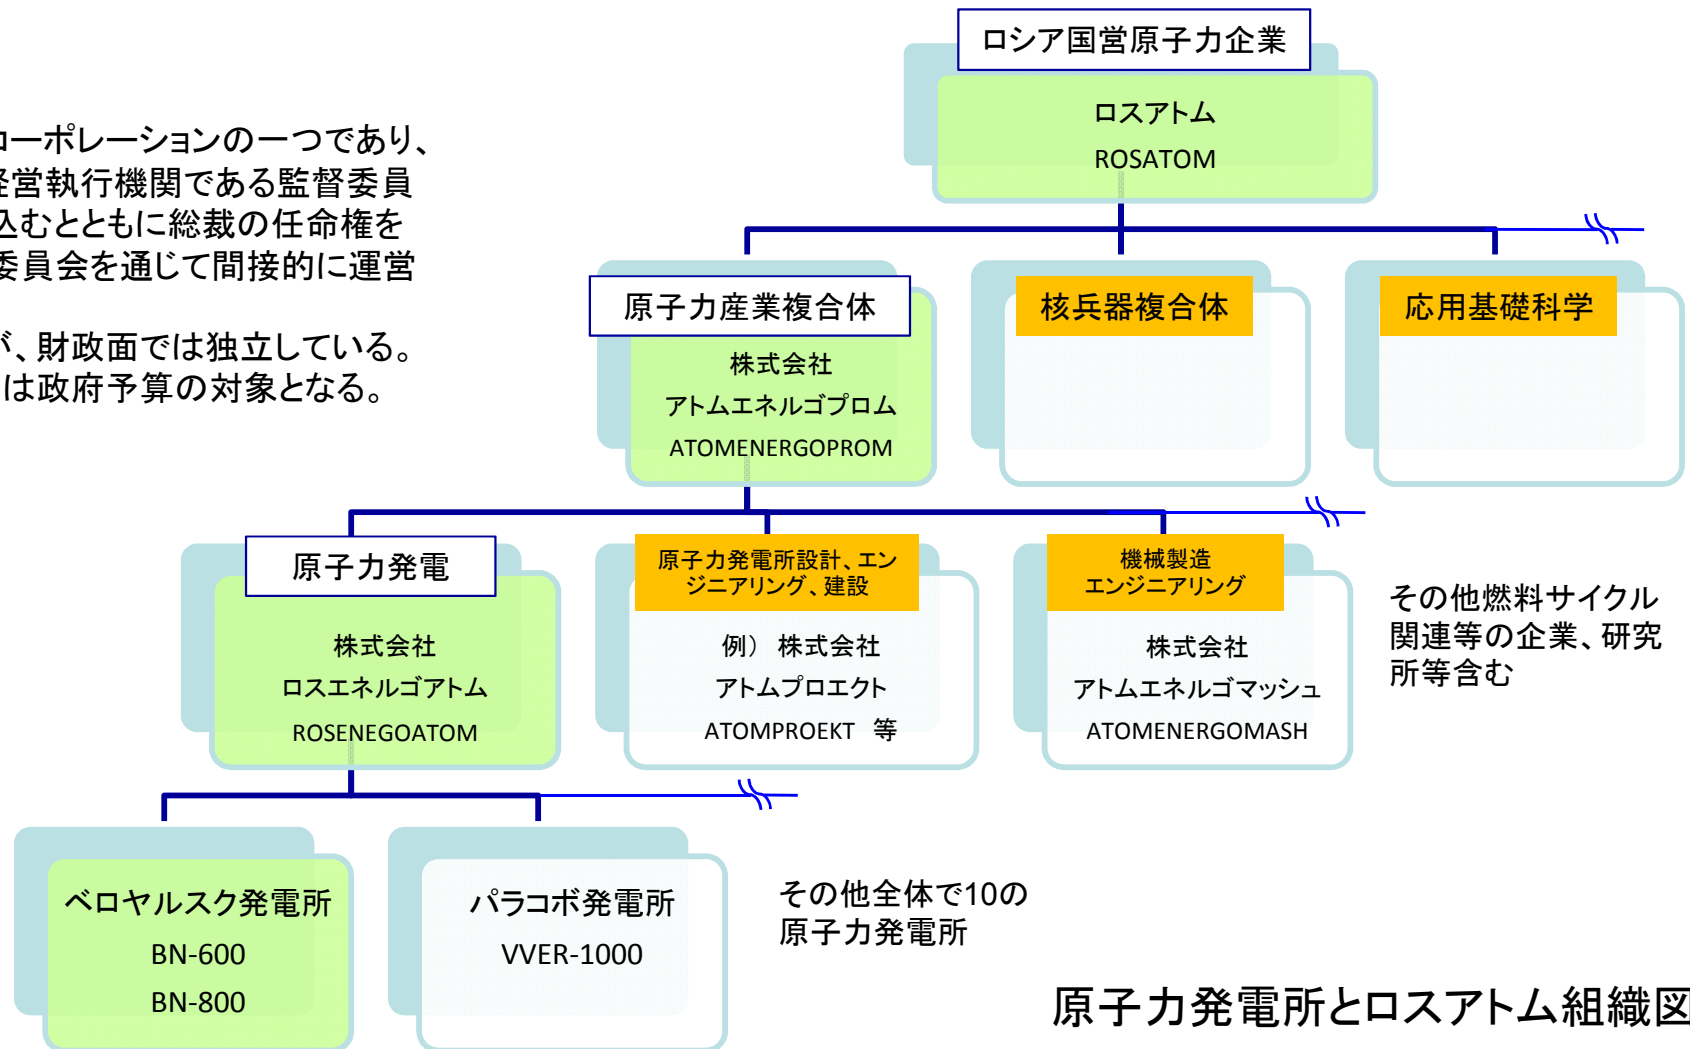 ロシア国営原子力企業
ロスアトム
ROSATOM
コーポレーションの一つであり、
経営執行機関である監督委員
込むとともに総裁の任命権を
委員会を通じて間接的に運営
が、財政面では独立している。
は政府予算の対象となる。
原子力産業複合体
株式会社
アトムエネルゴプロム
ATOMENERGOPROM
核兵器複合体
応用基礎科学
原子力発電
株式会社
ロスエネルゴアトム
ROSENEGOATOM
原子力発電所設計、エン
ジニアリング、建設
例） 株式会社
アトムプロエクト
ATOMPROEKT 等
機械製造
エンジニアリング
株式会社
アトムエネルゴマッシュ
ATOMENERGOMASH
その他燃料サイクル
関連等の企業、研究
所等含む
ベロヤルスク発電所
BN-600
BN-800
パラコボ発電所
VVER-1000
その他全体で10の
原子力発電所
原子力発電所とロスアトム組織図